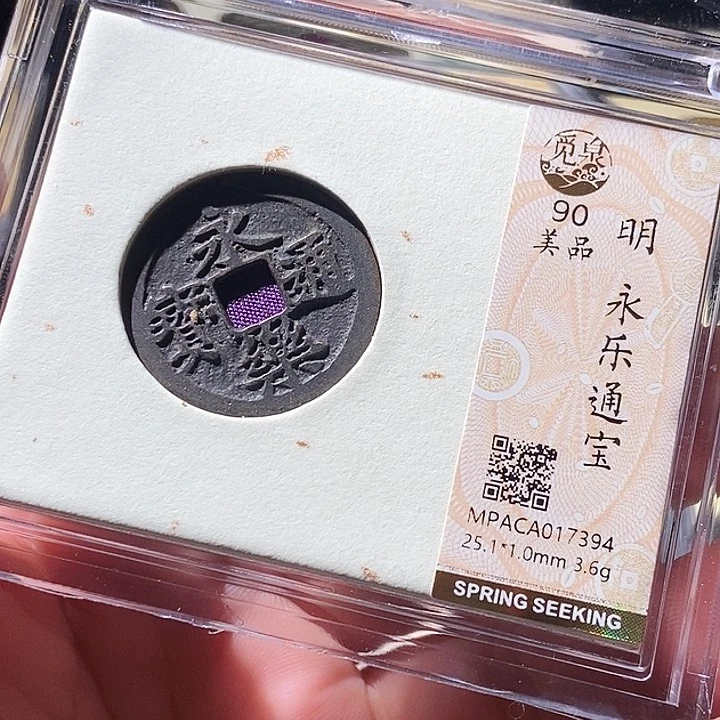 永樂通寶
觅泉
90
美品
明 永乐通宝
MPACA017394
25.1*1.0mm 3.6g
SPRING SEEKING